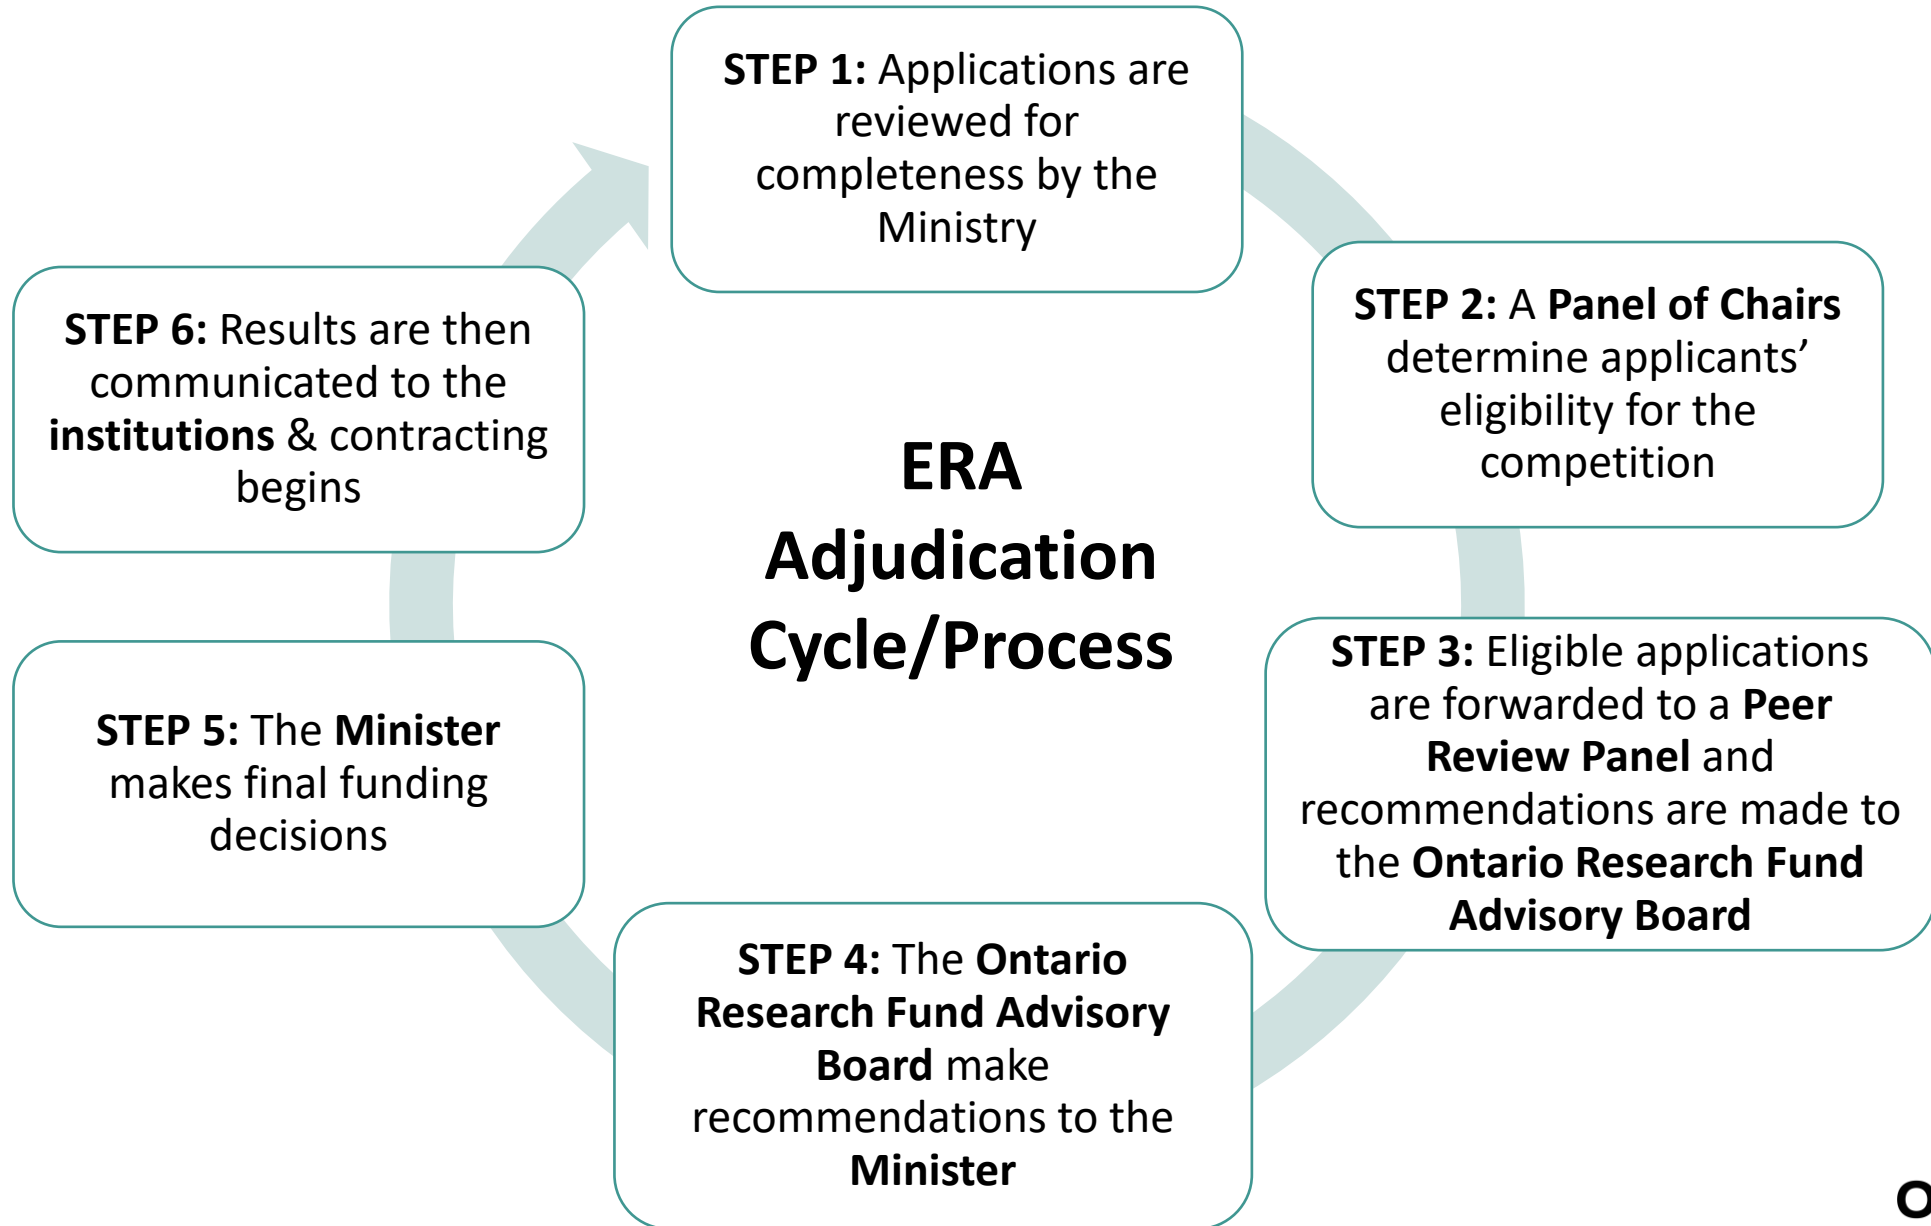 STEP 1: Applications are
reviewed for
completeness by the
Ministry
STEP 2: A Panel of Chairs
determine applicants’
eligibility for the
competition
STEP 3: Eligible applications
are forwarded to a Peer
Review Panel and
recommendations are made to
the Ontario Research Fund
Advisory Board
STEP 4: The Ontario
Research Fund Advisory
Board make
recommendations to the
Minister
STEP 5: The Minister
makes final funding
decisions
STEP 6: Results are then
communicated to the
institutions & contracting
begins
ERA
Adjudication
Cycle/Process